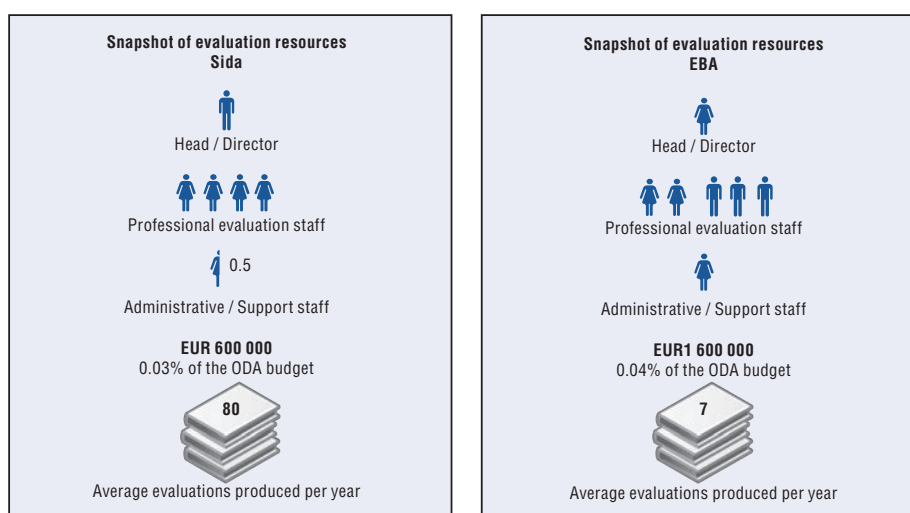 Snapshot of evaluation resources
Sida
Head / Director
Professional evaluation staff
0.5
Administrative / Support staff
EUR 600 000
0.03% of the ODA budget
80
Average evaluations produced per year
Snapshot of evaluation resources
EBA
Head / Director
Professional evaluation staff
Administrative / Support staff
EUR1 600 000
0.04% of the ODA budget
7
Average evaluations produced per year